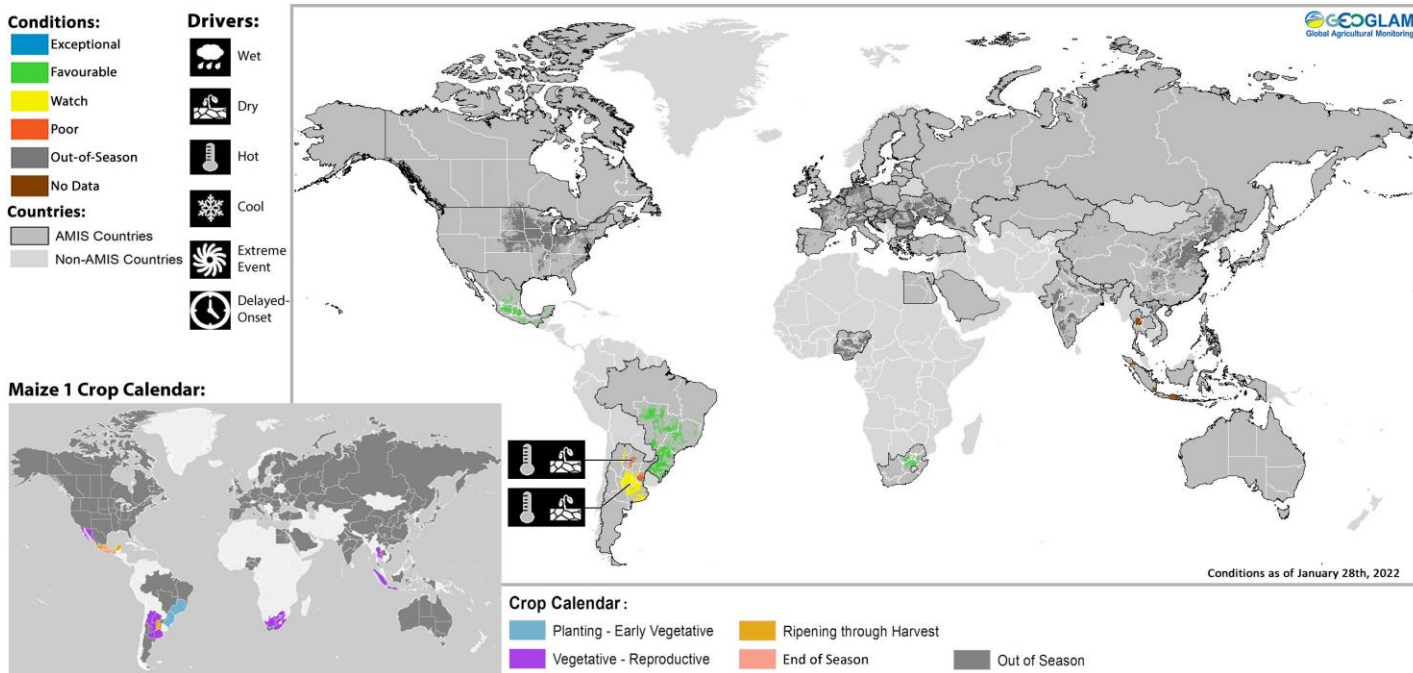 Conditions:
Exceptional
Favourable
Watch
Poor
Out-of-Season
No Data
Countries:
AMIS Countries
Non-AMIS Countries
Drivers:
Wet
Dry
Hot
Cool
Extreme
Event
Delayed-
Onset
GEOGLAM
Global Agricultural Monitoring
Maize 1 Crop Calendar:
Conditions as of January 28th, 2022
Crop Calendar :
Planting - Early Vegetative
Vegetative - Reproductive
Ripening through Harvest
End of Season
Out of Season